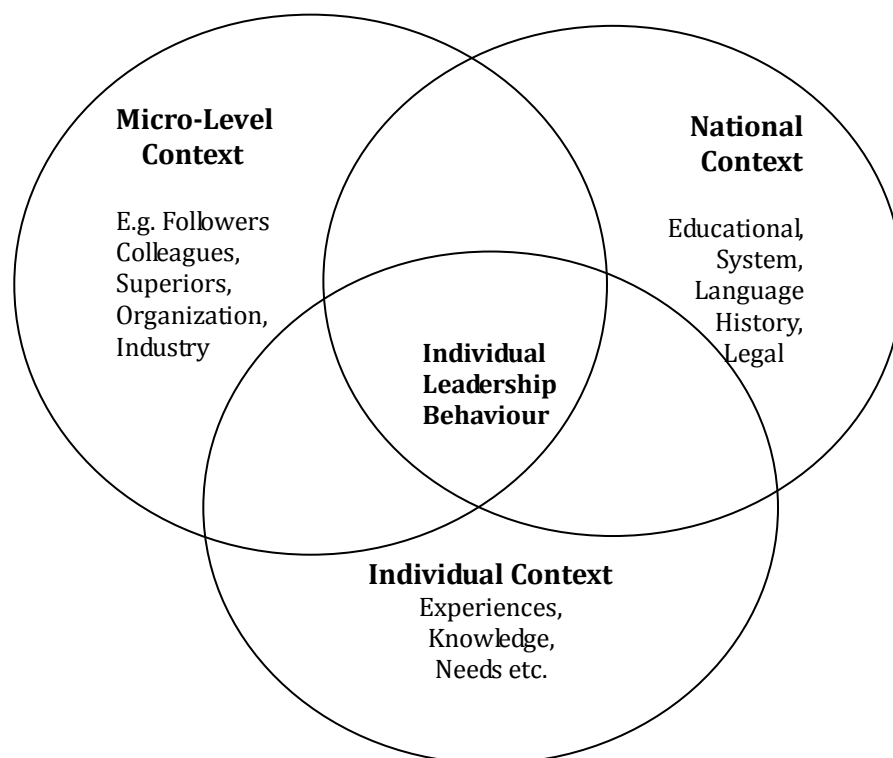 Micro-Level
Context
E.g. Followers
Colleagues,
Superiors,
Organization,
Industry
National
Context
Educational,
System,
Language
History,
Legal
Individual
Leadership
Behaviour
Individual Context
Experiences,
Knowledge,
Needs etc.